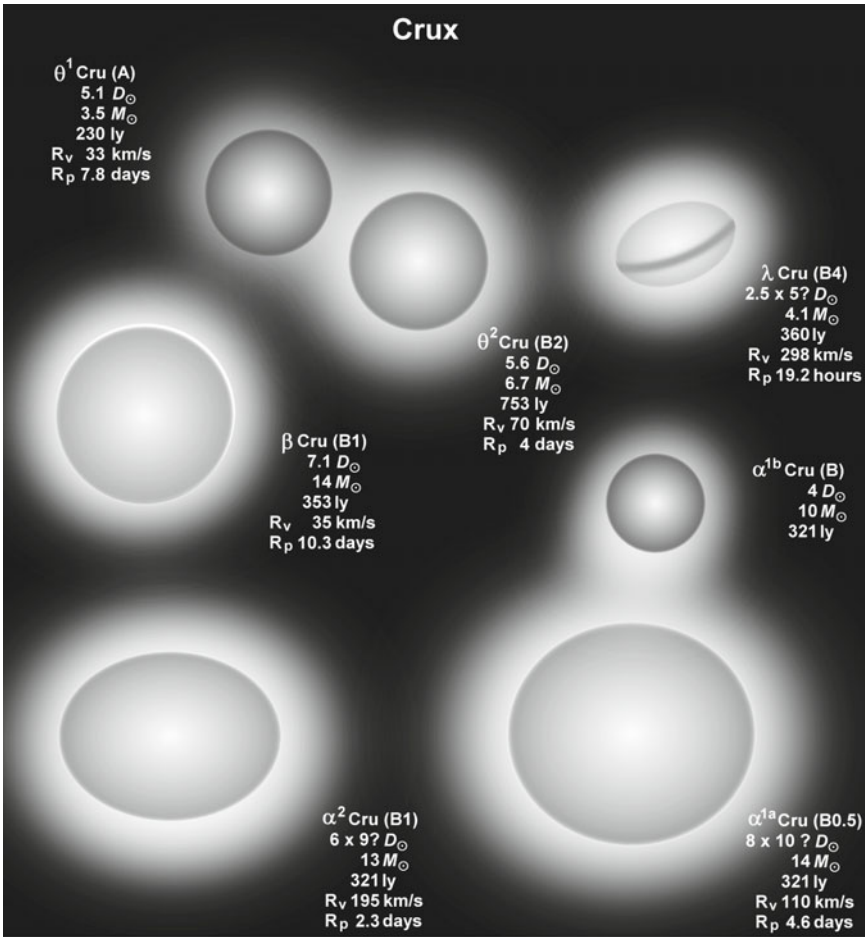 Crux
θ¹ Cru (A)
5.1 D☉
3.5 M☉
230 ly
Rᵥ 33 km/s
Rₚ 7.8 days
λ Cru (B4)
2.5 x 5? D☉
4.1 M☉
360 ly
Rᵥ 298 km/s
Rₚ 19.2 hours
θ² Cru (B2)
5.6 D☉
6.7 M☉
753 ly
Rᵥ 70 km/s
Rₚ 4 days
β Cru (B1)
7.1 D☉
14 M☉
353 ly
Rᵥ 35 km/s
Rₚ 10.3 days
α¹ᵇ Cru (B)
4 D☉
10 M☉
321 ly
α² Cru (B1)
6 x 9? D☉
13 M☉
321 ly
Rᵥ 195 km/s
Rₚ 2.3 days
α¹ᵃ Cru (B0.5)
8 x 10 ? D☉
14 M☉
321 ly
Rᵥ 110 km/s
Rₚ 4.6 days